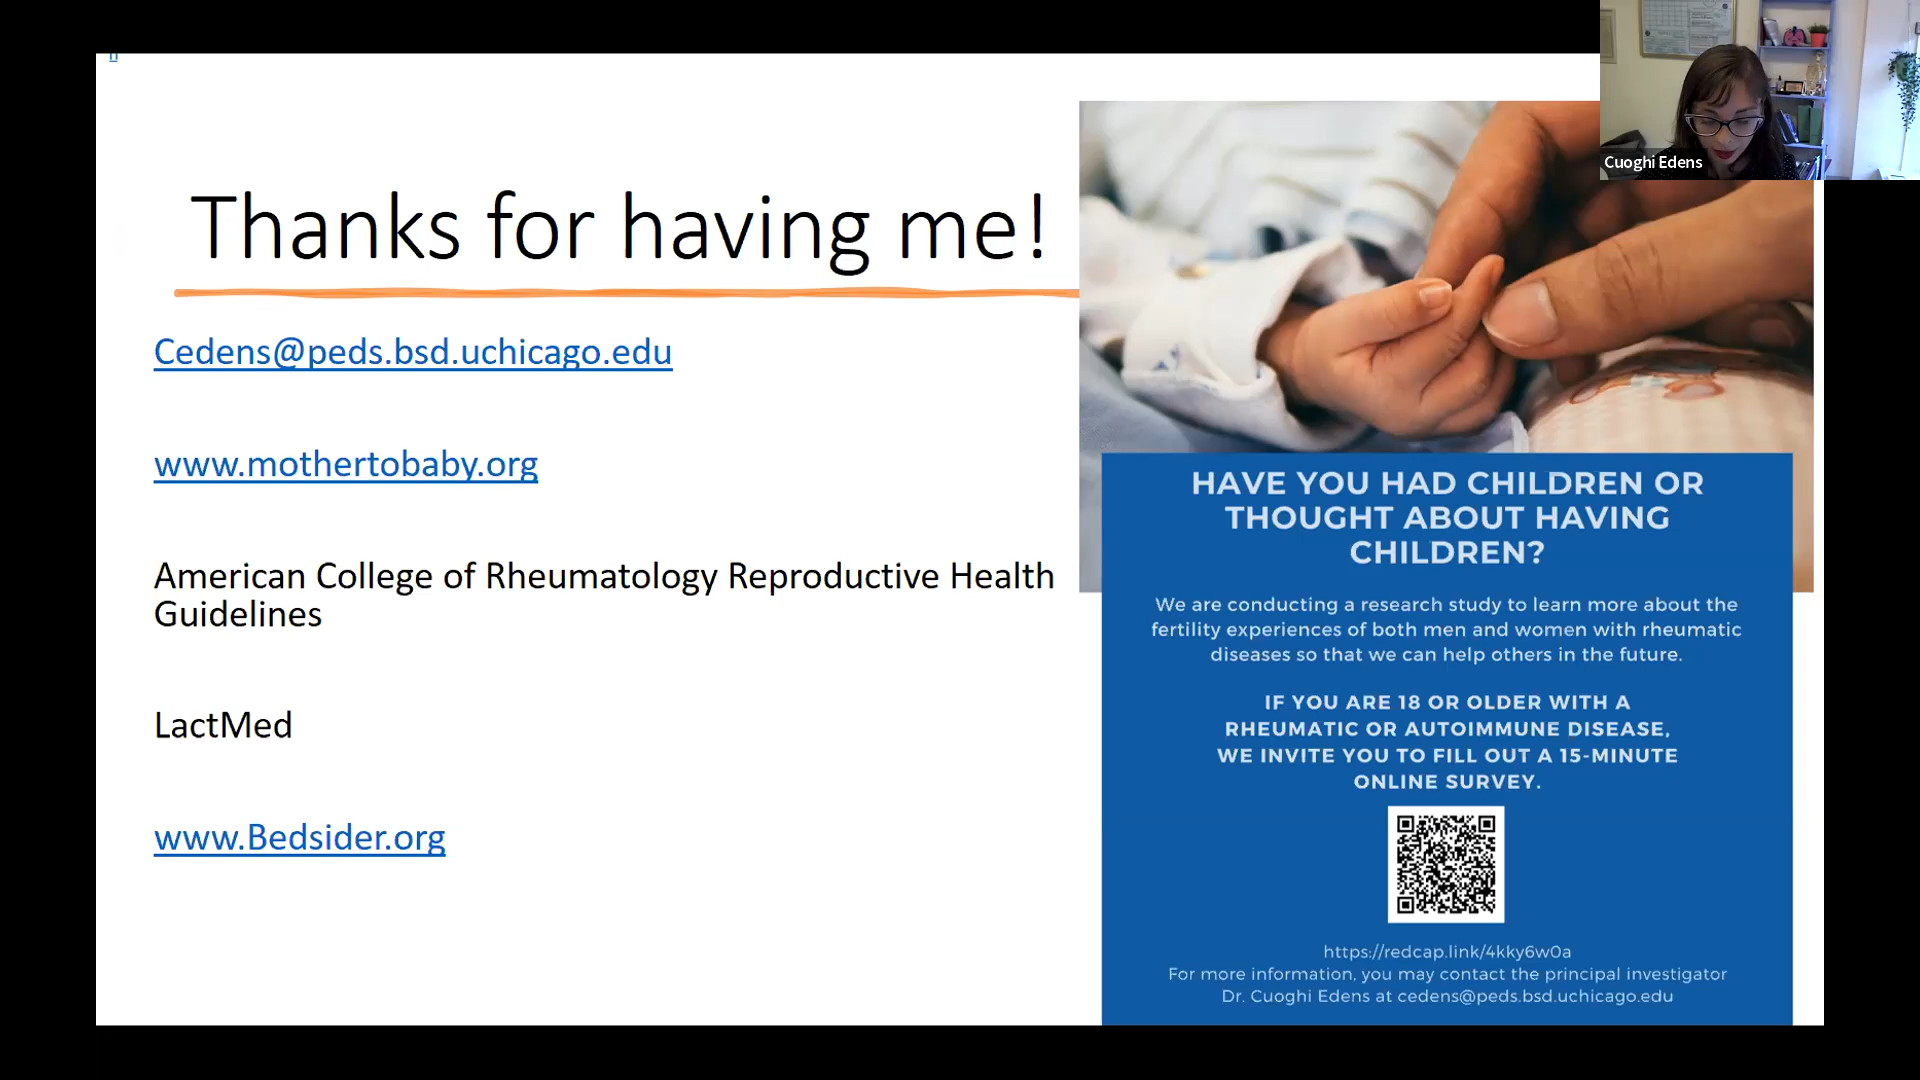 Cuoghi Edens
Thanks for having me!
Cedens@peds.bsd.uchicago.edu
www.mothertobaby.org
American College of Rheumatology Reproductive Health
Guidelines
LactMed
www.Bedsider.org
HAVE YOU HAD CHILDREN OR
THOUGHT ABOUT HAVING
CHILDREN?
We are conducting a research study to learn more about the
fertility experiences of both men and women with rheumatic
diseases so that we can help others in the future.
IF YOU ARE 18 OR OLDER WITH A
RHEUMATIC OR AUTOIMMUNE DISEASE,
WE INVITE YOU TO FILL OUT A 15-MINUTE
ONLINE SURVEY.
https://redcap.link/4kky6w0a
For more information, you may contact the principal investigator
Dr. Cuoghi Edens at cedens@peds.bsd.uchicago.edu